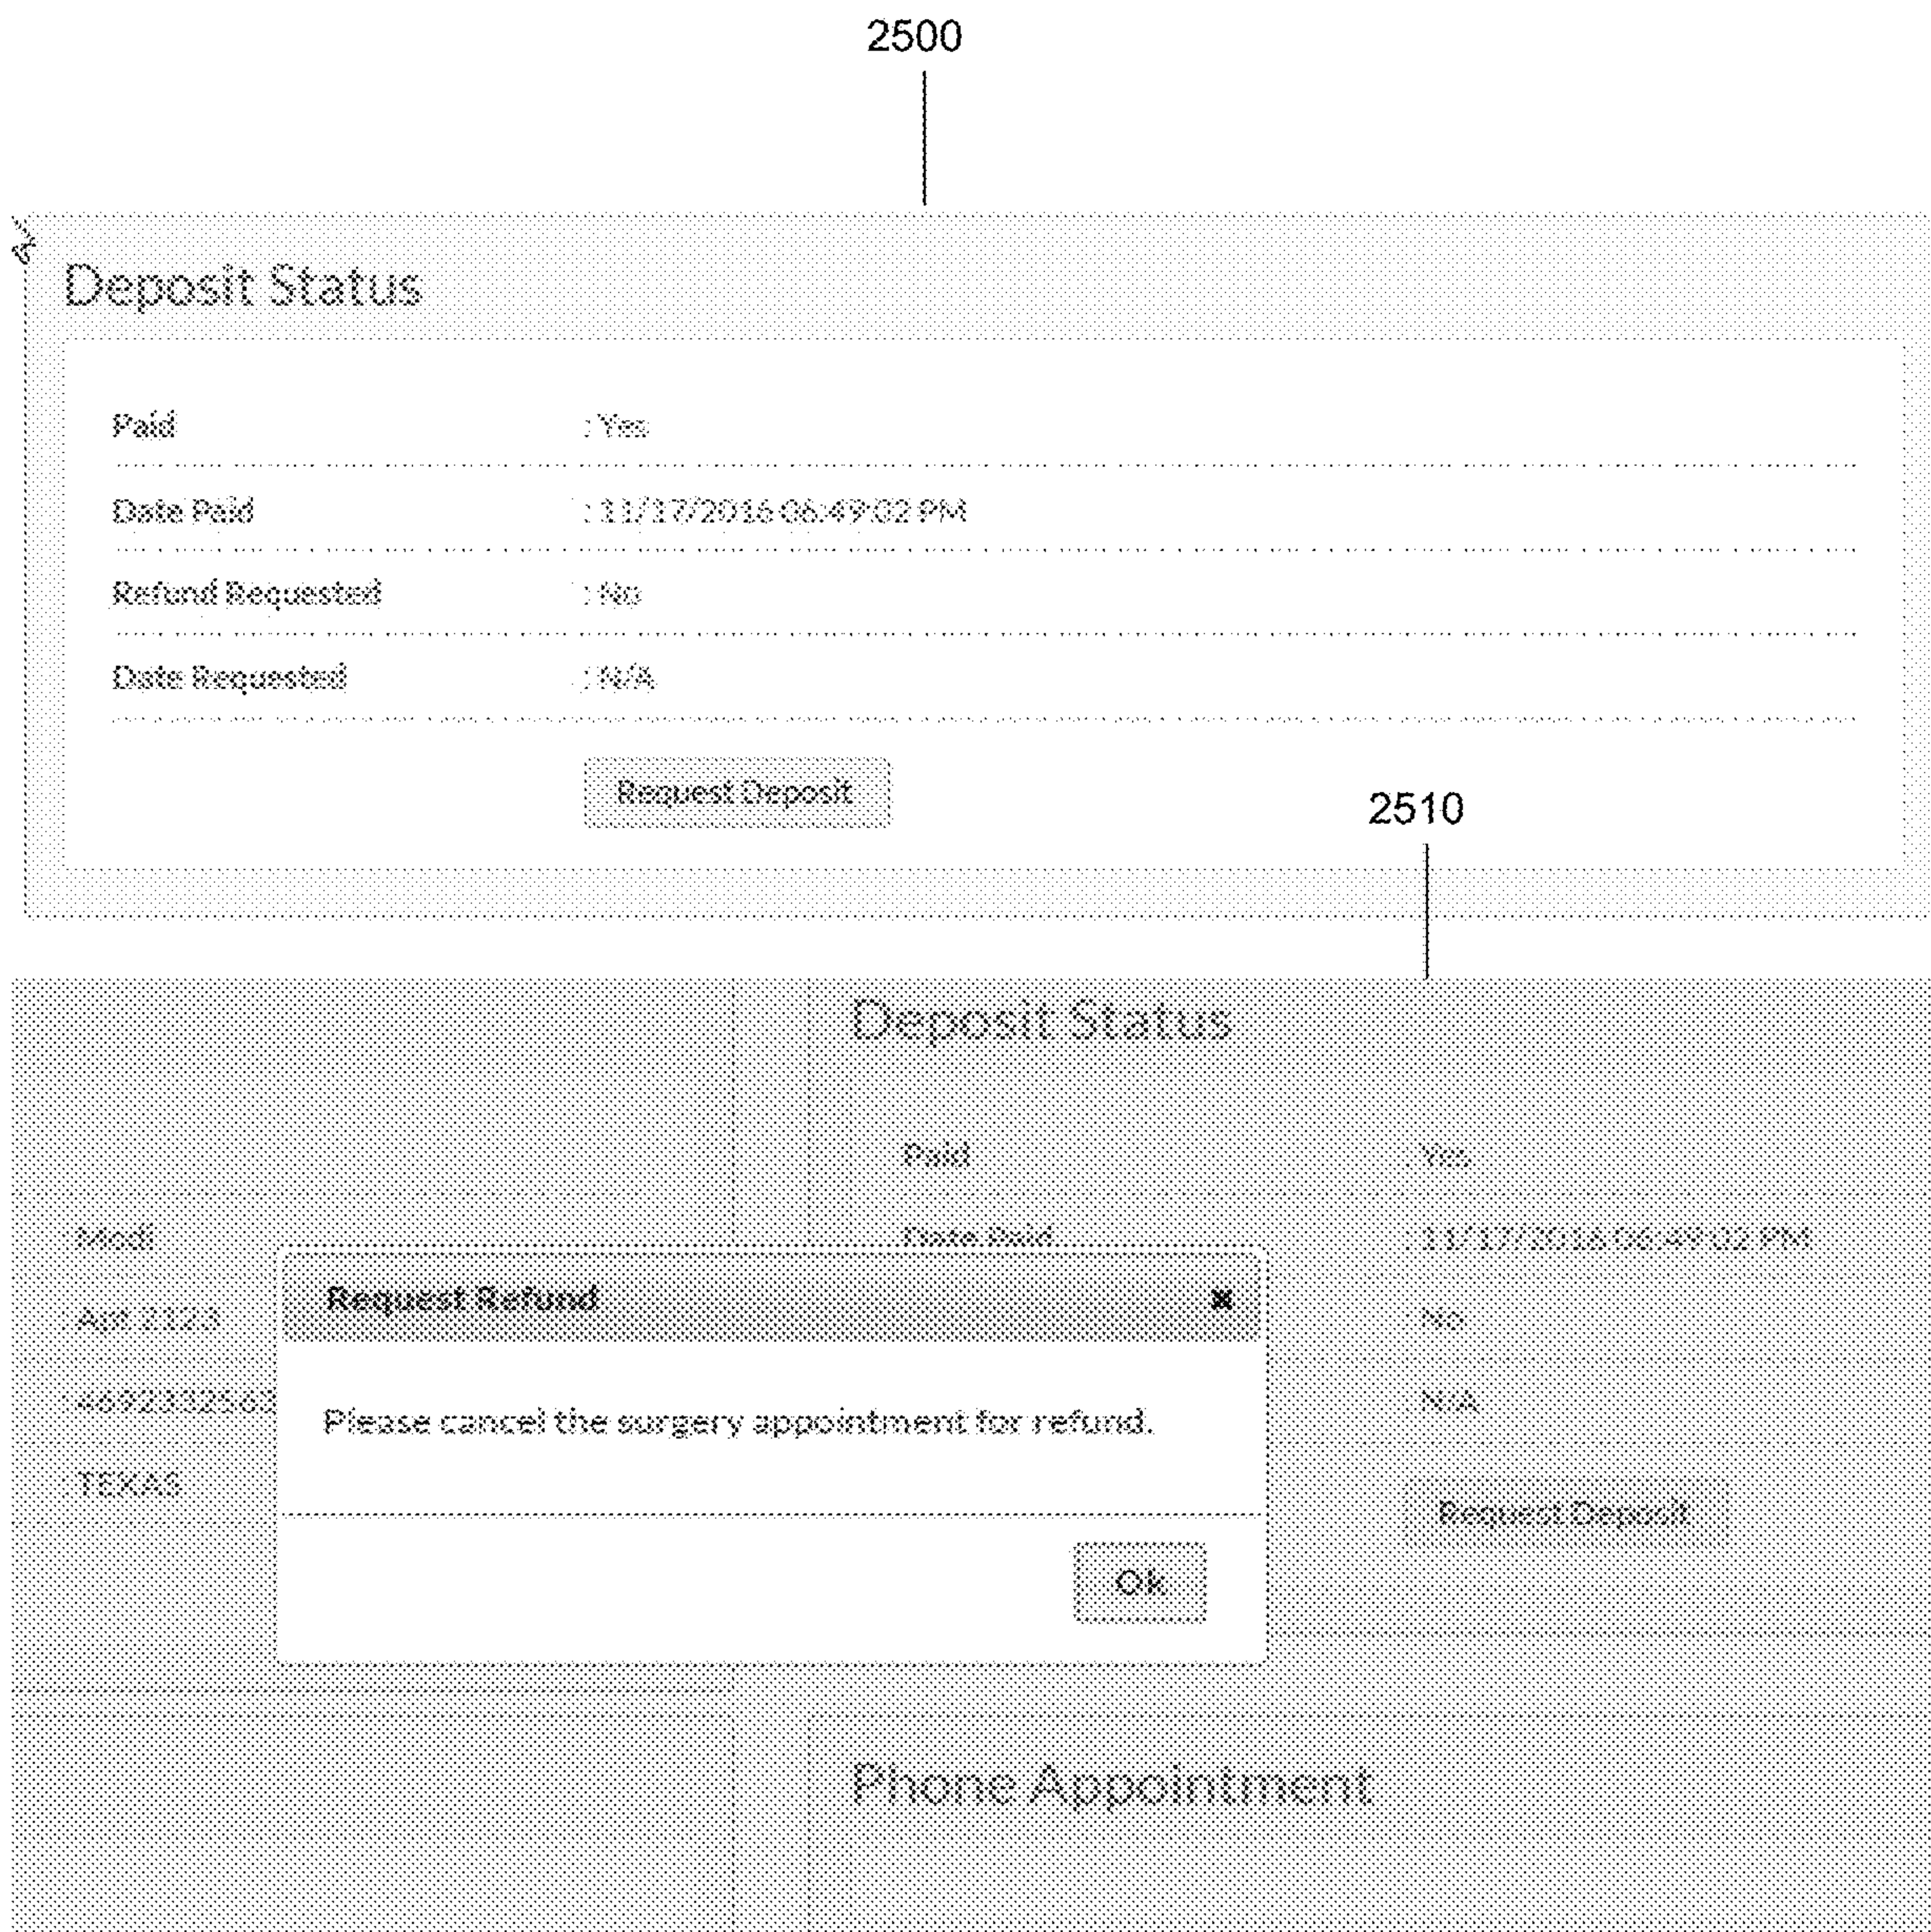 2500
Deposit Status
Paid : Yes
Date Paid : 11/17/2016 06:49:02 PM
Refund Requested : No
Date Requested : N/A
Request Deposit
2510
Deposit Status
Paid : Yes
: Modi Date Paid : 11/17/2016 06:49:02 PM
Request Refund ✖
: Apt 2123 : No
Please cancel the surgery appointment for refund.
: N/A
: TEXAS
Request Deposit
Ok
Phone Appointment